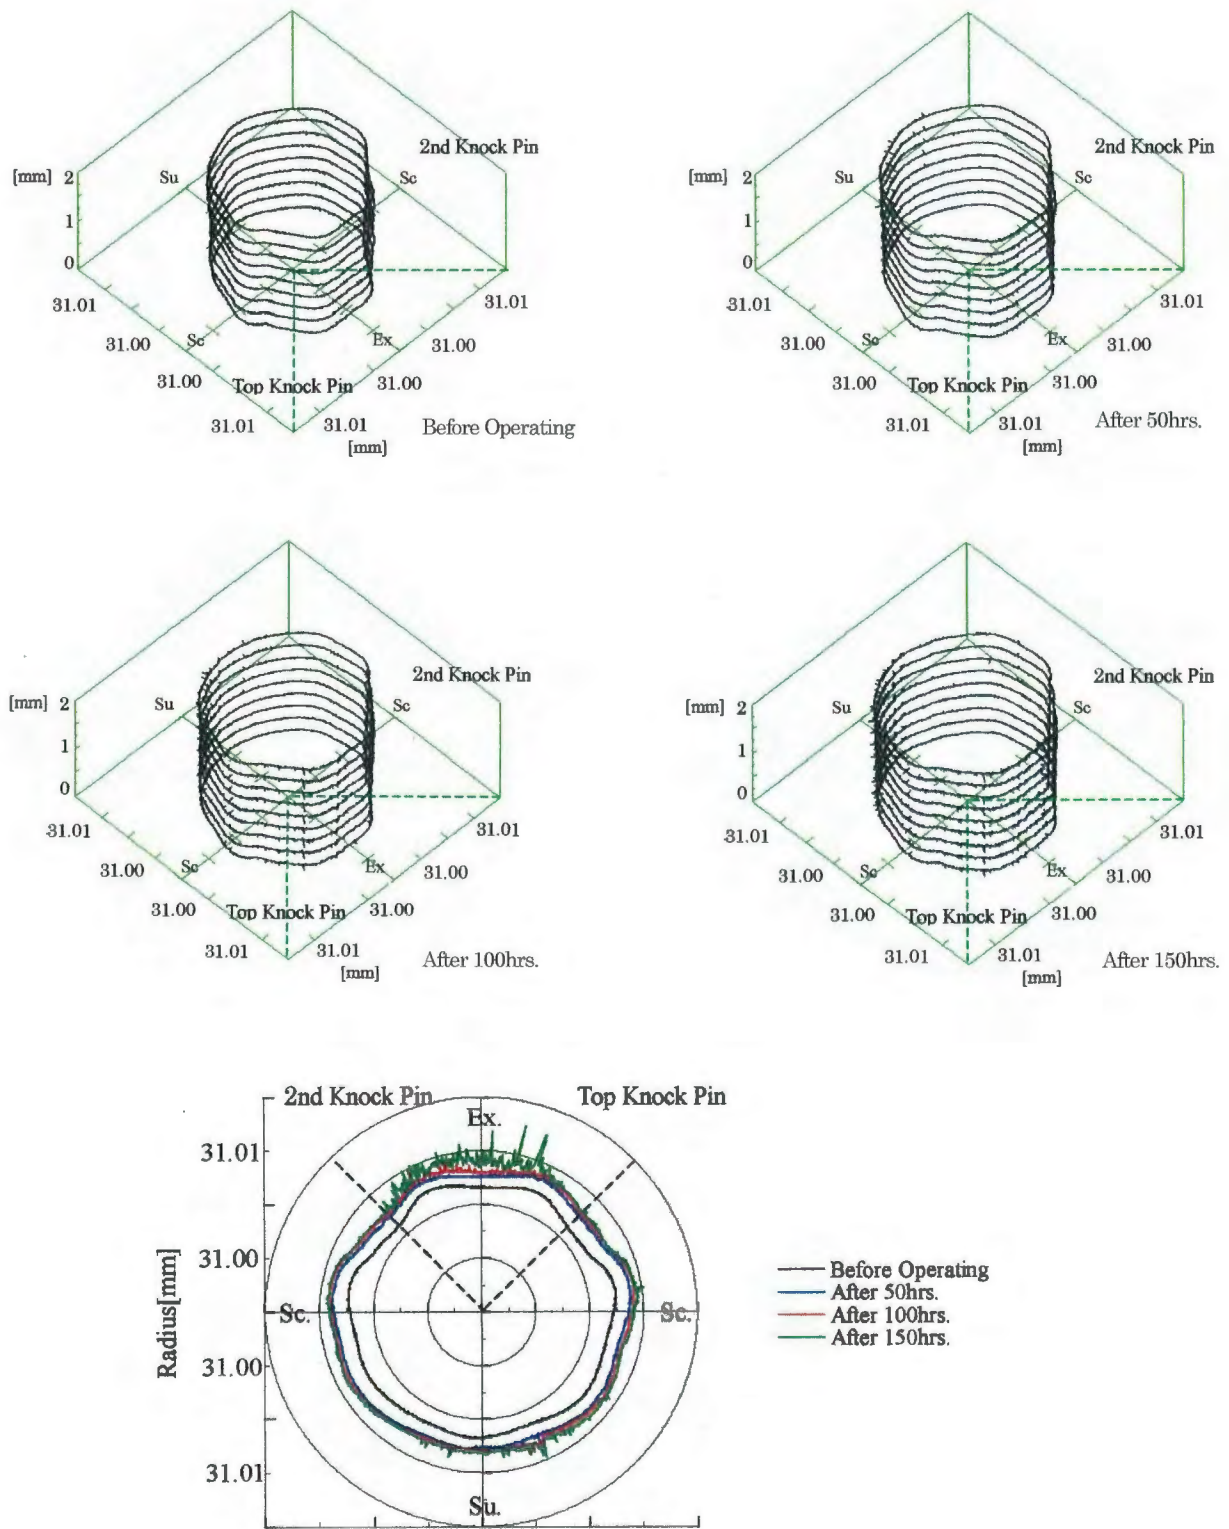 2nd Knock Pin
[mm] 2
Su
Sc
1
0
31.01
31.01
31.00
Sc
Ex
31.00
31.00
Top Knock Pin
31.00
31.01
31.01
[mm]
Before Operating
2nd Knock Pin
[mm] 2
Su
Sc
1
0
31.01
31.01
31.00
Sc
Ex
31.00
31.00
Top Knock Pin
31.00
31.01
31.01
[mm]
After 50hrs.
2nd Knock Pin
[mm] 2
Su
Sc
1
0
31.01
31.01
31.00
Sc
Ex
31.00
31.00
Top Knock Pin
31.00
31.01
31.01
[mm]
After 100hrs.
2nd Knock Pin
[mm] 2
Su
Sc
1
0
31.01
31.01
31.00
Sc
Ex
31.00
31.00
Top Knock Pin
31.00
31.01
31.01
[mm]
After 150hrs.
2nd Knock Pin
Top Knock Pin
Ex.
31.01
31.00
Sc.
Sc.
31.00
31.01
Su.
Radius[mm]
Before Operating
After 50hrs.
After 100hrs.
After 150hrs.